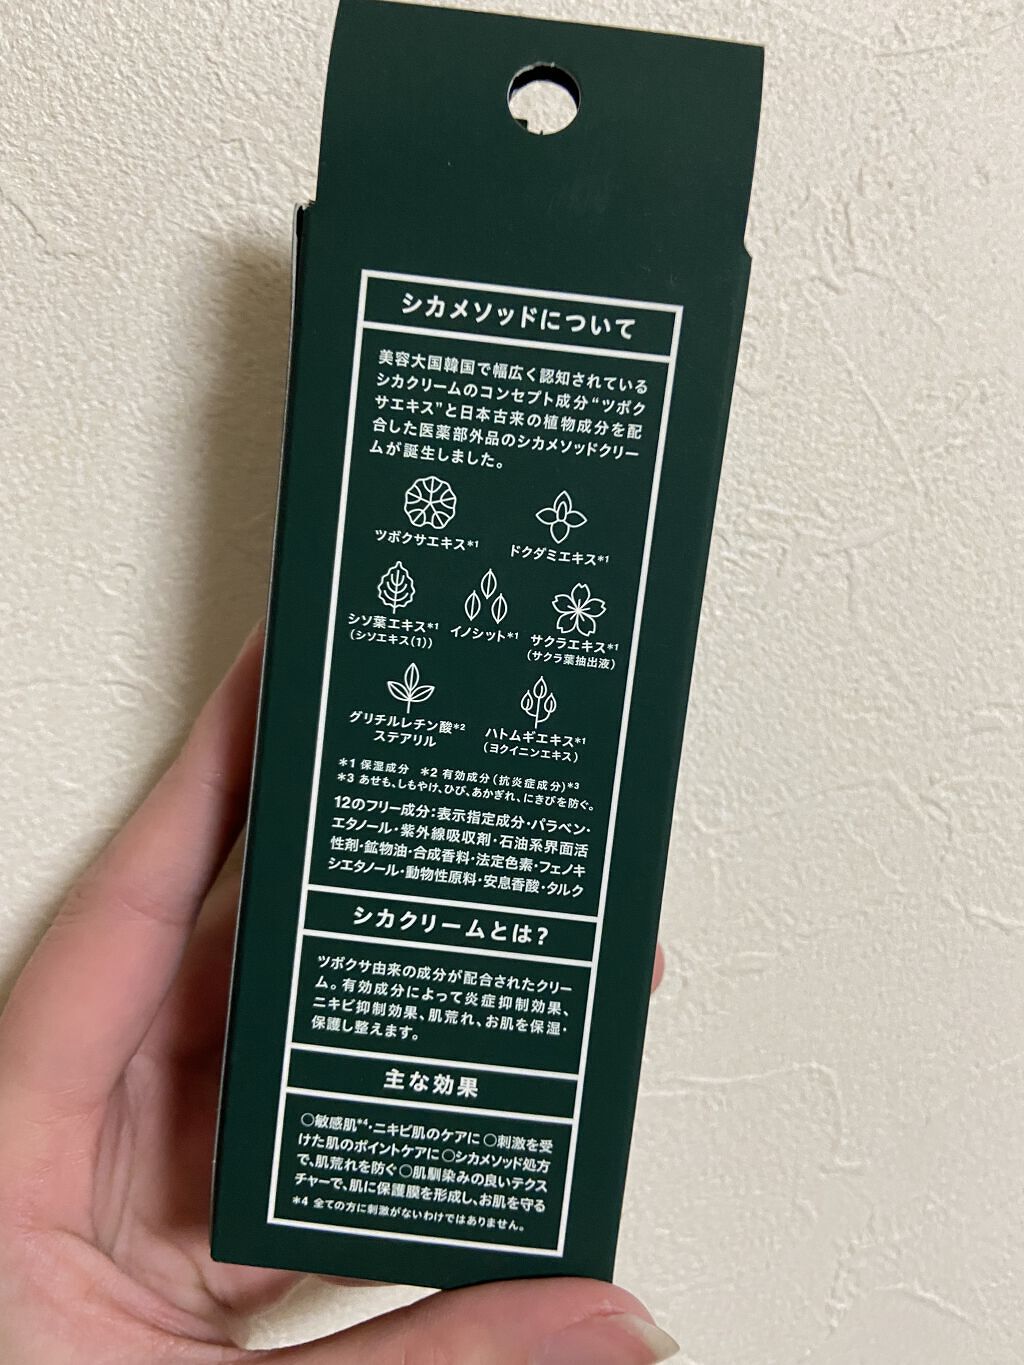 シカメソッドについて
美容大国韓国で幅広く認知されている
シカクリームのコンセプト成分“ツボク
サエキス”と日本古来の植物成分を配
合した医薬部外品のシカメソッドクリー
ムが誕生しました。
ツボクサエキス*1
ドクダミエキス*1
シソ葉エキス*1
(シソエキス(1))
イノシット*1
サクラエキス*1
(サクラ葉抽出液)
グリチルレチン酸*2
ステアリル
ハトムギエキス*1
(ヨクイニンエキス)
*1 保湿成分 *2 有効成分(抗炎症成分)*3
*3 あせも、しもやけ、ひび、あかぎれ、にきびを防ぐ。
12のフリー成分:表示指定成分・パラベン・
エタノール・紫外線吸収剤・石油系界面活
性剤・鉱物油・合成香料・法定色素・フェノキ
シエタノール・動物性原料・安息香酸・タルク
シカクリームとは?
ツボクサ由来の成分が配合されたクリー
ム。有効成分によって炎症抑制効果、
ニキビ抑制効果、肌荒れ、お肌を保湿・
保護し整えます。
主な効果
○敏感肌*4・ニキビ肌のケアに ○刺激を受
けた肌のポイントケアに ○シカメソッド処方
で、肌荒れを防ぐ ○肌馴染みの良いテクス
チャーで、肌に保護膜を形成し、お肌を守る
*4 全ての方に刺激がないわけではありません。